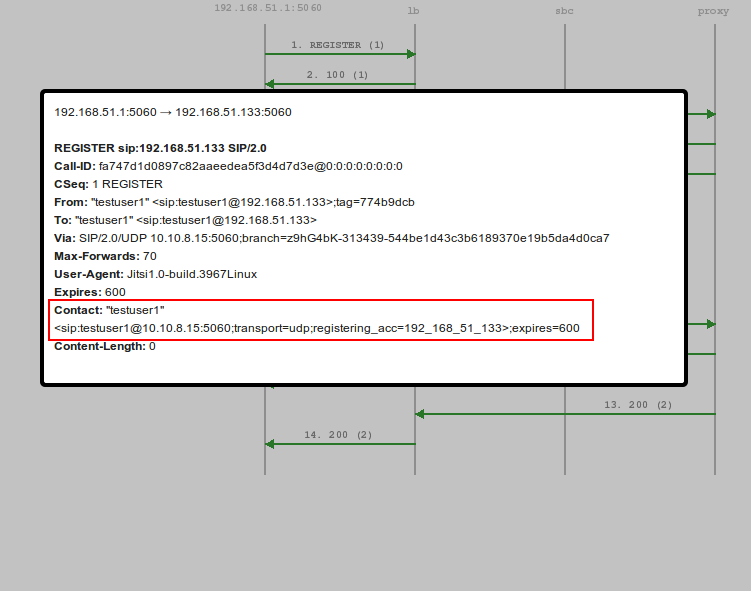 192.168.51.1:5060
lb
sbc
proxy
1. REGISTER (1)
2. 100 (1)
192.168.51.1:5060 → 192.168.51.133:5060
REGISTER sip:192.168.51.133 SIP/2.0
Call-ID: fa747d1d0897c82aaeedea5f3d4d7d3e@0:0:0:0:0:0:0:0
CSeq: 1 REGISTER
From: "testuser1" <sip:testuser1@192.168.51.133>;tag=774b9dcb
To: "testuser1" <sip:testuser1@192.168.51.133>
Via: SIP/2.0/UDP 10.10.8.15:5060;branch=z9hG4bK-313439-544be1d43c3b6189370e19b5da4d0ca7
Max-Forwards: 70
User-Agent: Jitsi1.0-build.3967Linux
Expires: 600
Contact: "testuser1"
<sip:testuser1@10.10.8.15:5060;transport=udp;registering_acc=192_168_51_133>;expires=600
Content-Length: 0
13. 200 (2)
14. 200 (2)